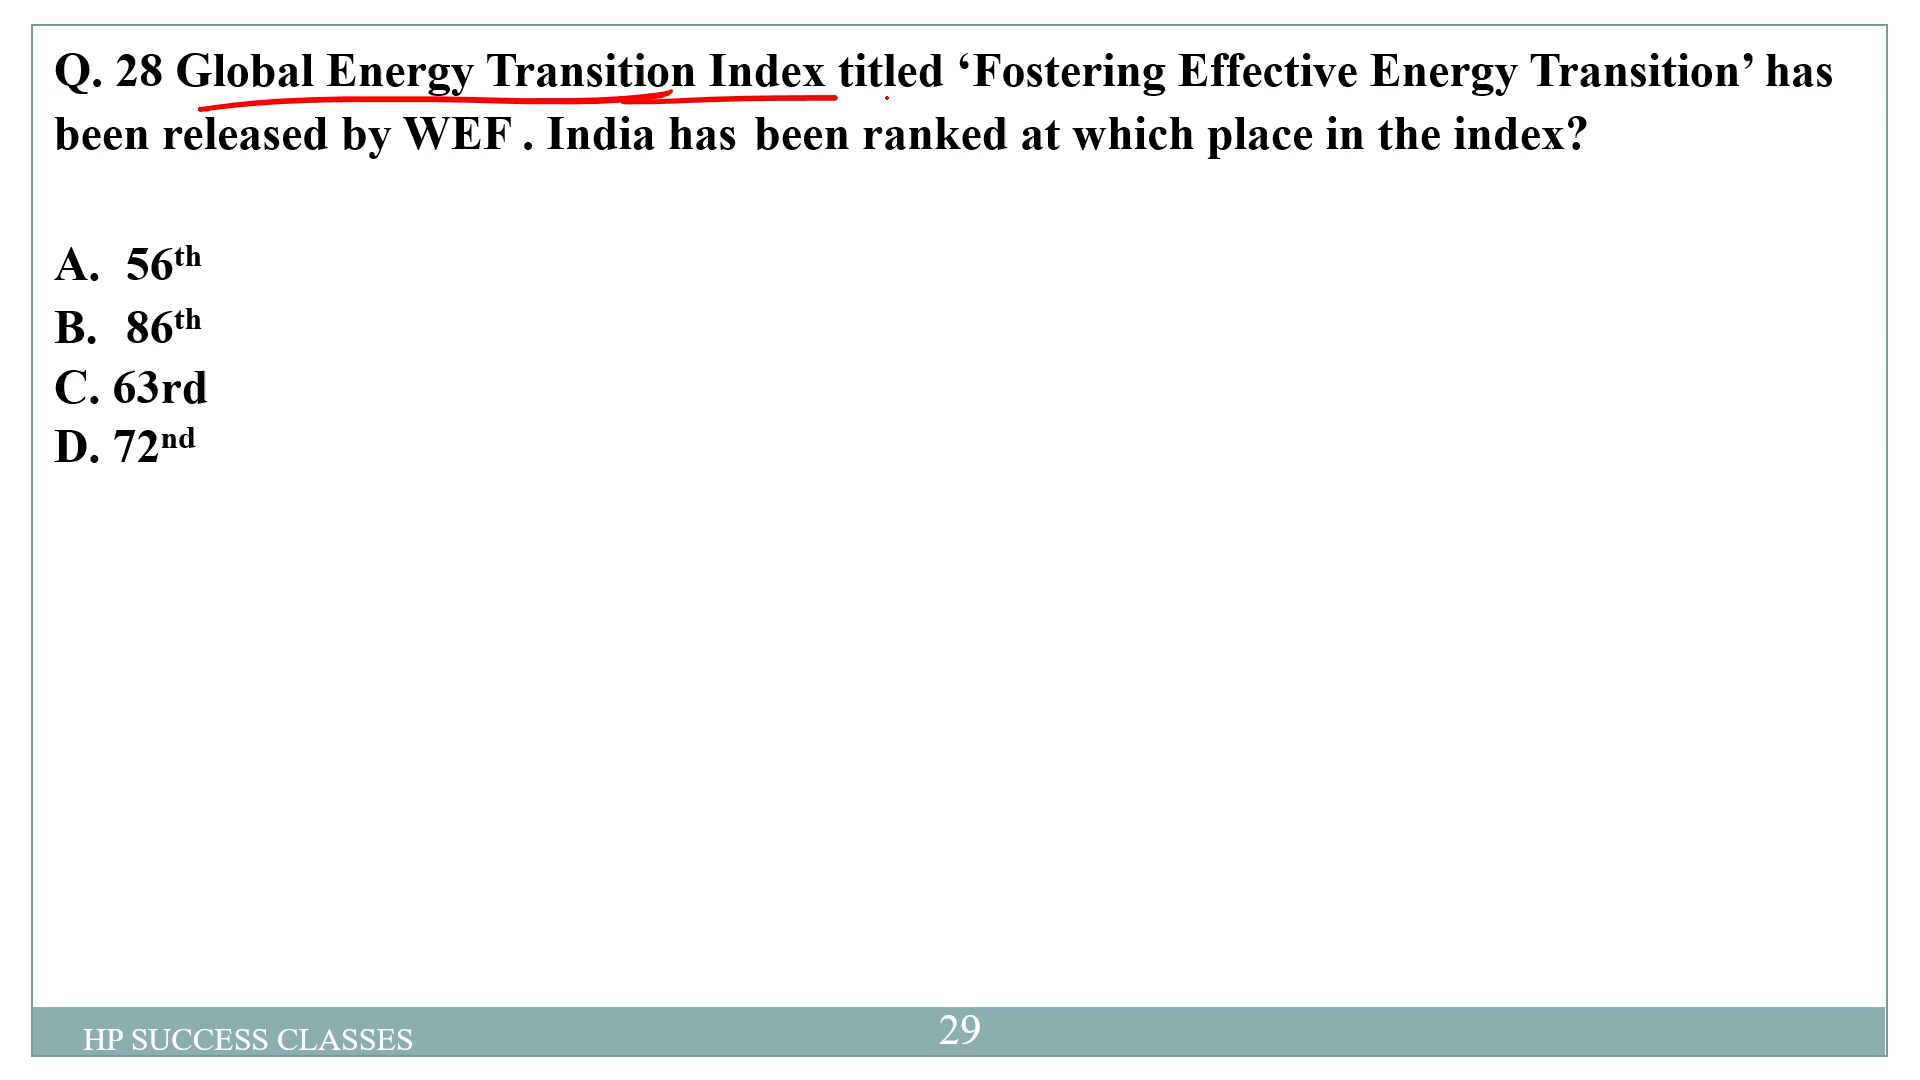 Q. 28 Global Energy Transition Index titled ‘Fostering Effective Energy Transition’ has
been released by WEF . India has been ranked at which place in the index?
A. 56th
B. 86th
C. 63rd
D. 72nd
HP SUCCESS CLASSES
29